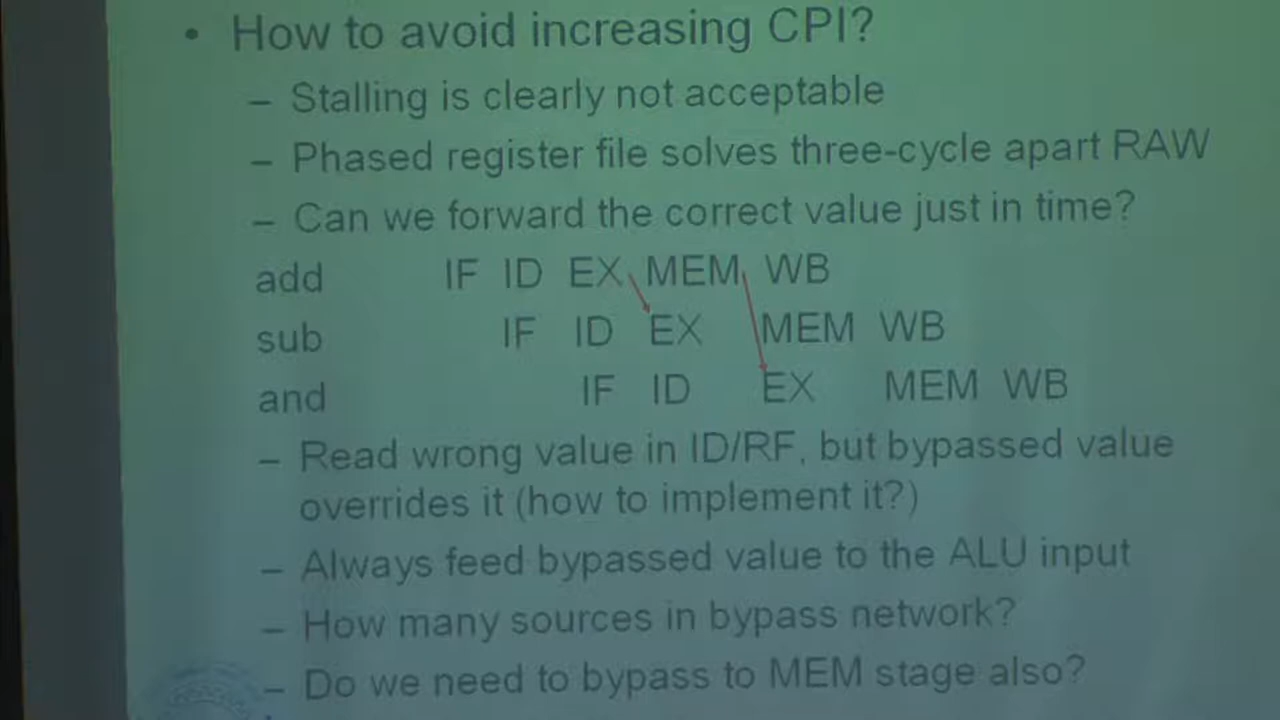 • How to avoid increasing CPI?
– Stalling is clearly not acceptable
– Phased register file solves three-cycle apart RAW
– Can we forward the correct value just in time?
add IF ID EX MEM WB
sub IF ID EX MEM WB
and IF ID EX MEM WB
– Read wrong value in ID/RF, but bypassed value
overrides it (how to implement it?)
– Always feed bypassed value to the ALU input
– How many sources in bypass network?
– Do we need to bypass to MEM stage also?